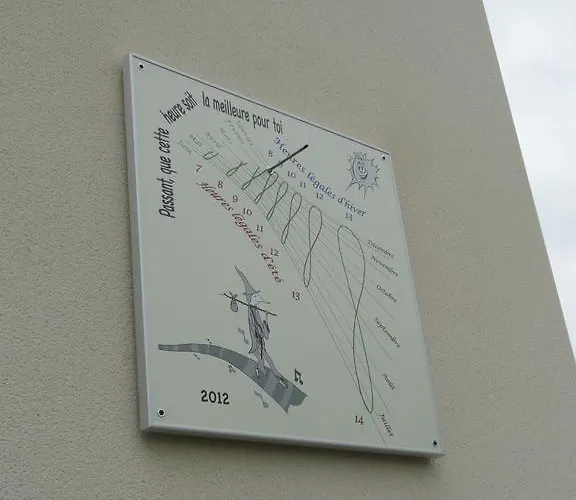 Passant, que cette heure soit la meilleure pour toi
Heures légales d'hiver
8 9 10 11 12 13
7 8 9 10 11 12 13 14
Heures légales d'été
Décembre
Novembre
Octobre
Septembre
Août
Juillet
2012